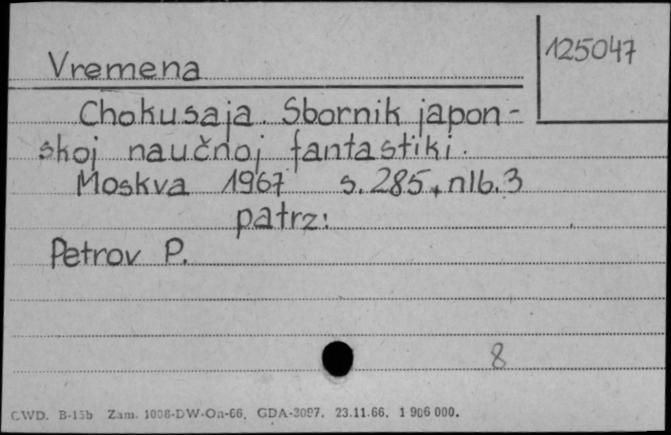 125047
Vremena
Chokusaja. Sbornik japon-
skoj naučnoj fantastiki.
Moskva 1967 s. 285, nlb. 3
patrz:
Petrov P.
8
CWD. B-15b Zam. 1008-DW-On-66. GDA-3097. 23.11.66. 1 906 000.